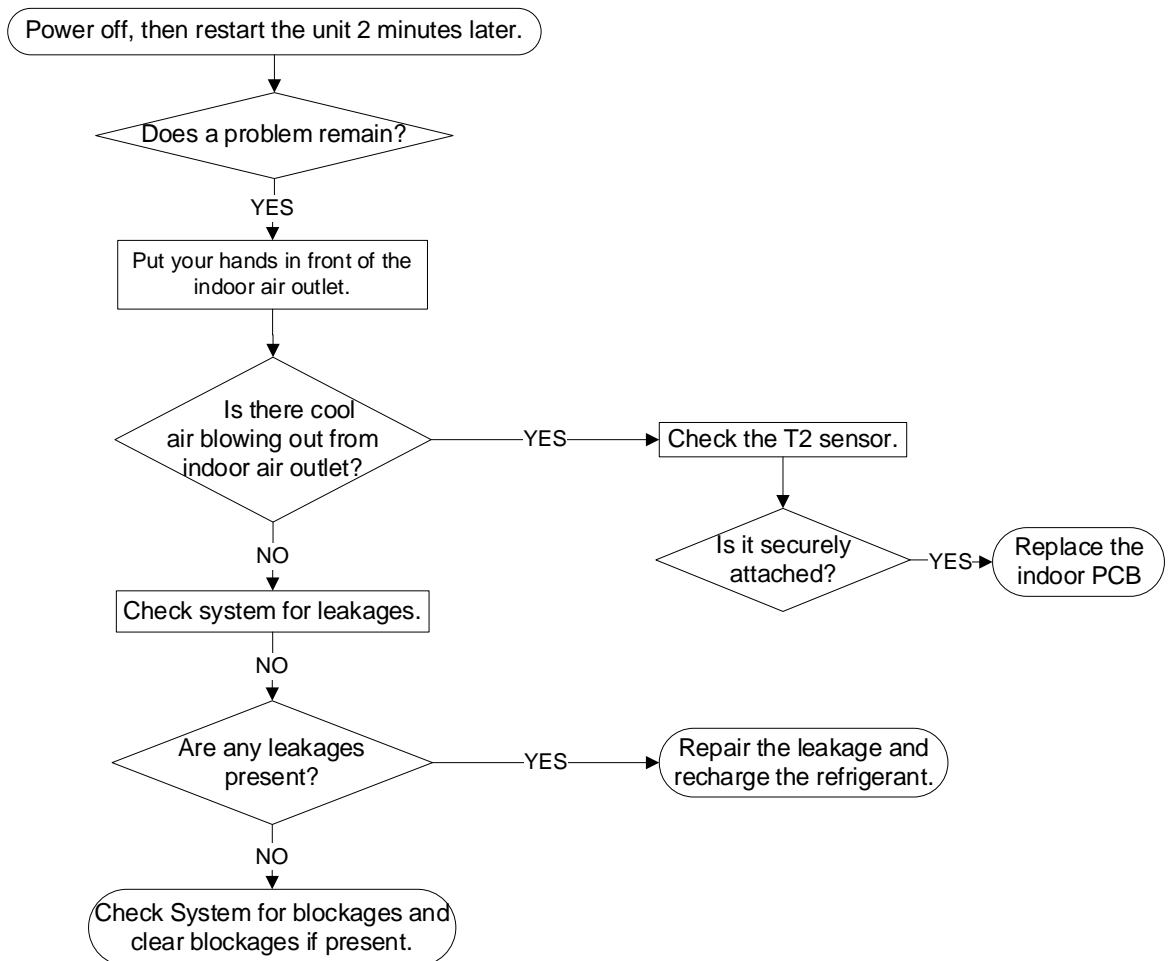 Power off, then restart the unit 2 minutes later.
Does a problem remain?
YES
Put your hands in front of the
indoor air outlet.
Is there cool
air blowing out from
indoor air outlet?
YES
Check the T2 sensor.
Is it securely
attached?
YES
Replace the
indoor PCB
NO
Check system for leakages.
NO
Are any leakages
present?
YES
Repair the leakage and
recharge the refrigerant.
NO
Check System for blockages and
clear blockages if present.